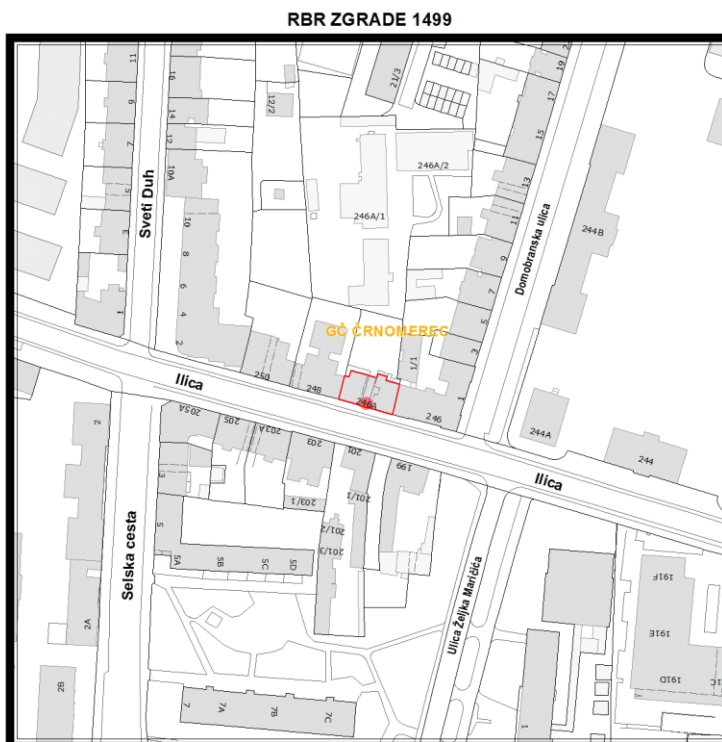 RBR ZGRADE 1499
11
9
7
5
3
1
16
14
12
10A
10
8
6
4
2
Sveti Duh
12/2
21/3
246A/2
246A/1
19
17
15
13
11
9
7
5
3
1
1/1
Domobranska ulica
244B
GČ ČRNOMEREC
Ilica
250
248
246A
246
244A
244
Ilica
205A
205
203A
203
201
199
203/1
201/1
201/2
201/3
2
3
5
5A
5B
5C
5D
Selska cesta
2A
2B
Ulica Željka Maričića
191F
191E
191D
7
7A
7B
7C
1